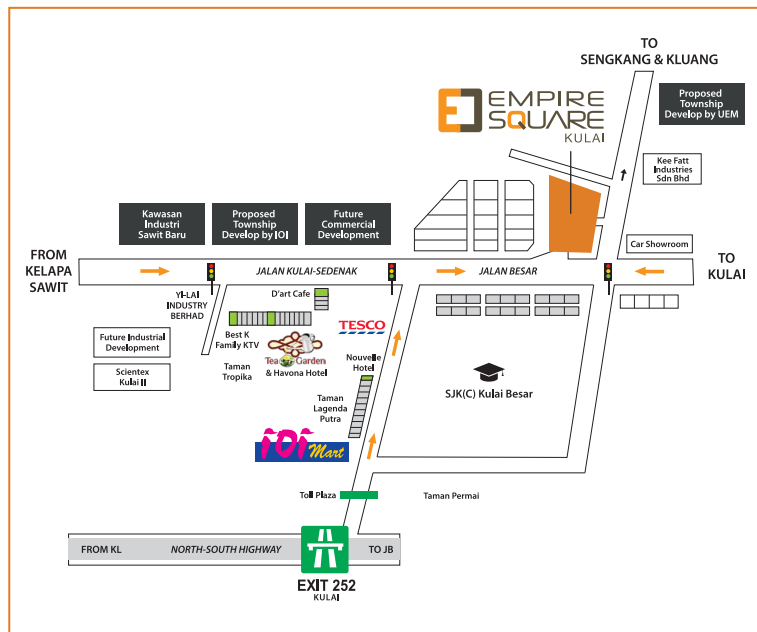 TO
SENGKANG & KLUANG
EMPIRE
SQUARE
KULAI
Proposed
Township
Develop by UEM
Kee Fatt
Industries
Sdn Bhd
Kawasan
Industri
Sawit Baru
Proposed
Township
Develop by IOI
Future
Commercial
Development
Car Showroom
FROM
KELAPA
SAWIT
JALAN KULAI-SEDENAK
JALAN BESAR
TO
KULAI
YI-LAI
INDUSTRY
BERHAD
D'art Cafe
TESCO
Future Industrial
Development
Best K
Family KTV
Tea Garden
& Havona Hotel
Nouvelle
Hotel
Scientex
Kulai II
Taman
Tropika
Taman
Lagenda
Putra
SJK(C) Kulai Besar
iOi
Mart
Toll Plaza
Taman Permai
FROM KL
NORTH-SOUTH HIGHWAY
TO JB
EXIT 252
KULAI